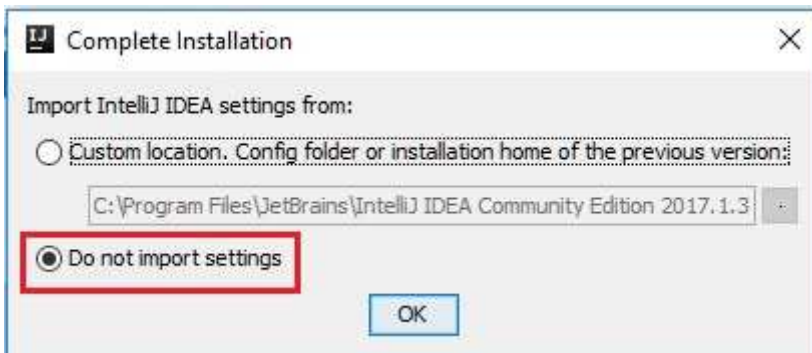 IJ Complete Installation
Import IntelliJ IDEA settings from:
Custom location. Config folder or installation home of the previous version:
C:\Program Files\JetBrains\IntelliJ IDEA Community Edition 2017.1.3
Do not import settings
OK